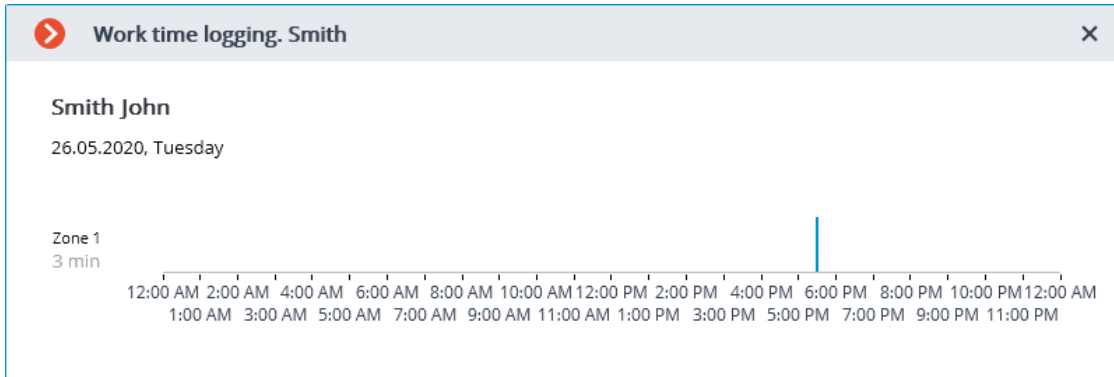 Work time logging. Smith
Smith John
26.05.2020, Tuesday
Zone 1
3 min
12:00 AM 2:00 AM 4:00 AM 6:00 AM 8:00 AM 10:00 AM 12:00 PM 2:00 PM 4:00 PM 6:00 PM 8:00 PM 10:00 PM 12:00 AM
1:00 AM 3:00 AM 5:00 AM 7:00 AM 9:00 AM 11:00 AM 1:00 PM 3:00 PM 5:00 PM 7:00 PM 9:00 PM 11:00 PM